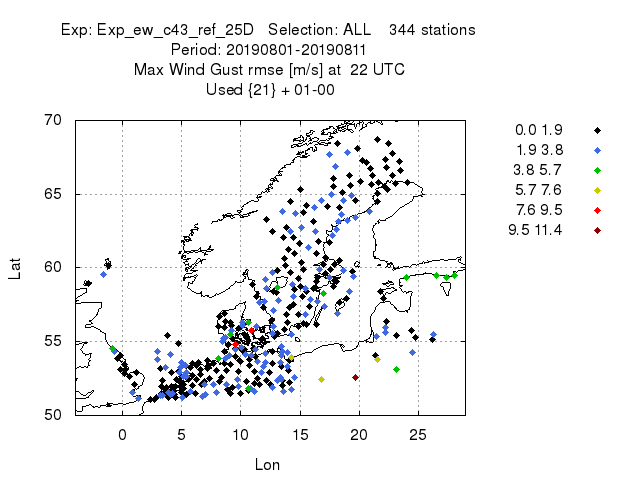 Exp: Exp_ew_c43_ref_25D   Selection: ALL    344 stations
Period: 20190801-20190811
Max Wind Gust rmse [m/s] at  22 UTC
Used {21} + 01-00
70
65
60
55
50
Lat
0 5 10 15 20 25
Lon
0.0 1.9
1.9 3.8
3.8 5.7
5.7 7.6
7.6 9.5
9.5 11.4